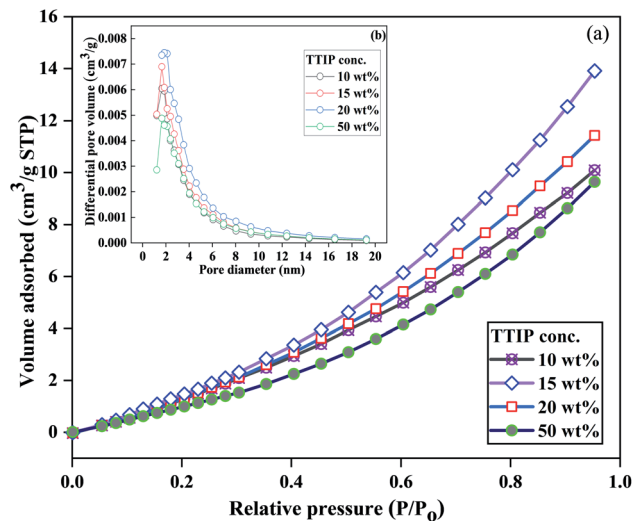 (a)
(b)
Volume adsorbed (cm³/g STP)
16
14
12
10
8
6
4
2
0
0.0 0.2 0.4 0.6 0.8 1.0
Relative pressure (P/Pₒ)
TTIP conc.
10 wt%
15 wt%
20 wt%
50 wt%
Differential pore volume (cm³/g)
0.008
0.007
0.006
0.005
0.004
0.003
0.002
0.001
0.000
0 2 4 6 8 10 12 14 16 18 20
Pore diameter (nm)
TTIP conc.
10 wt%
15 wt%
20 wt%
50 wt%